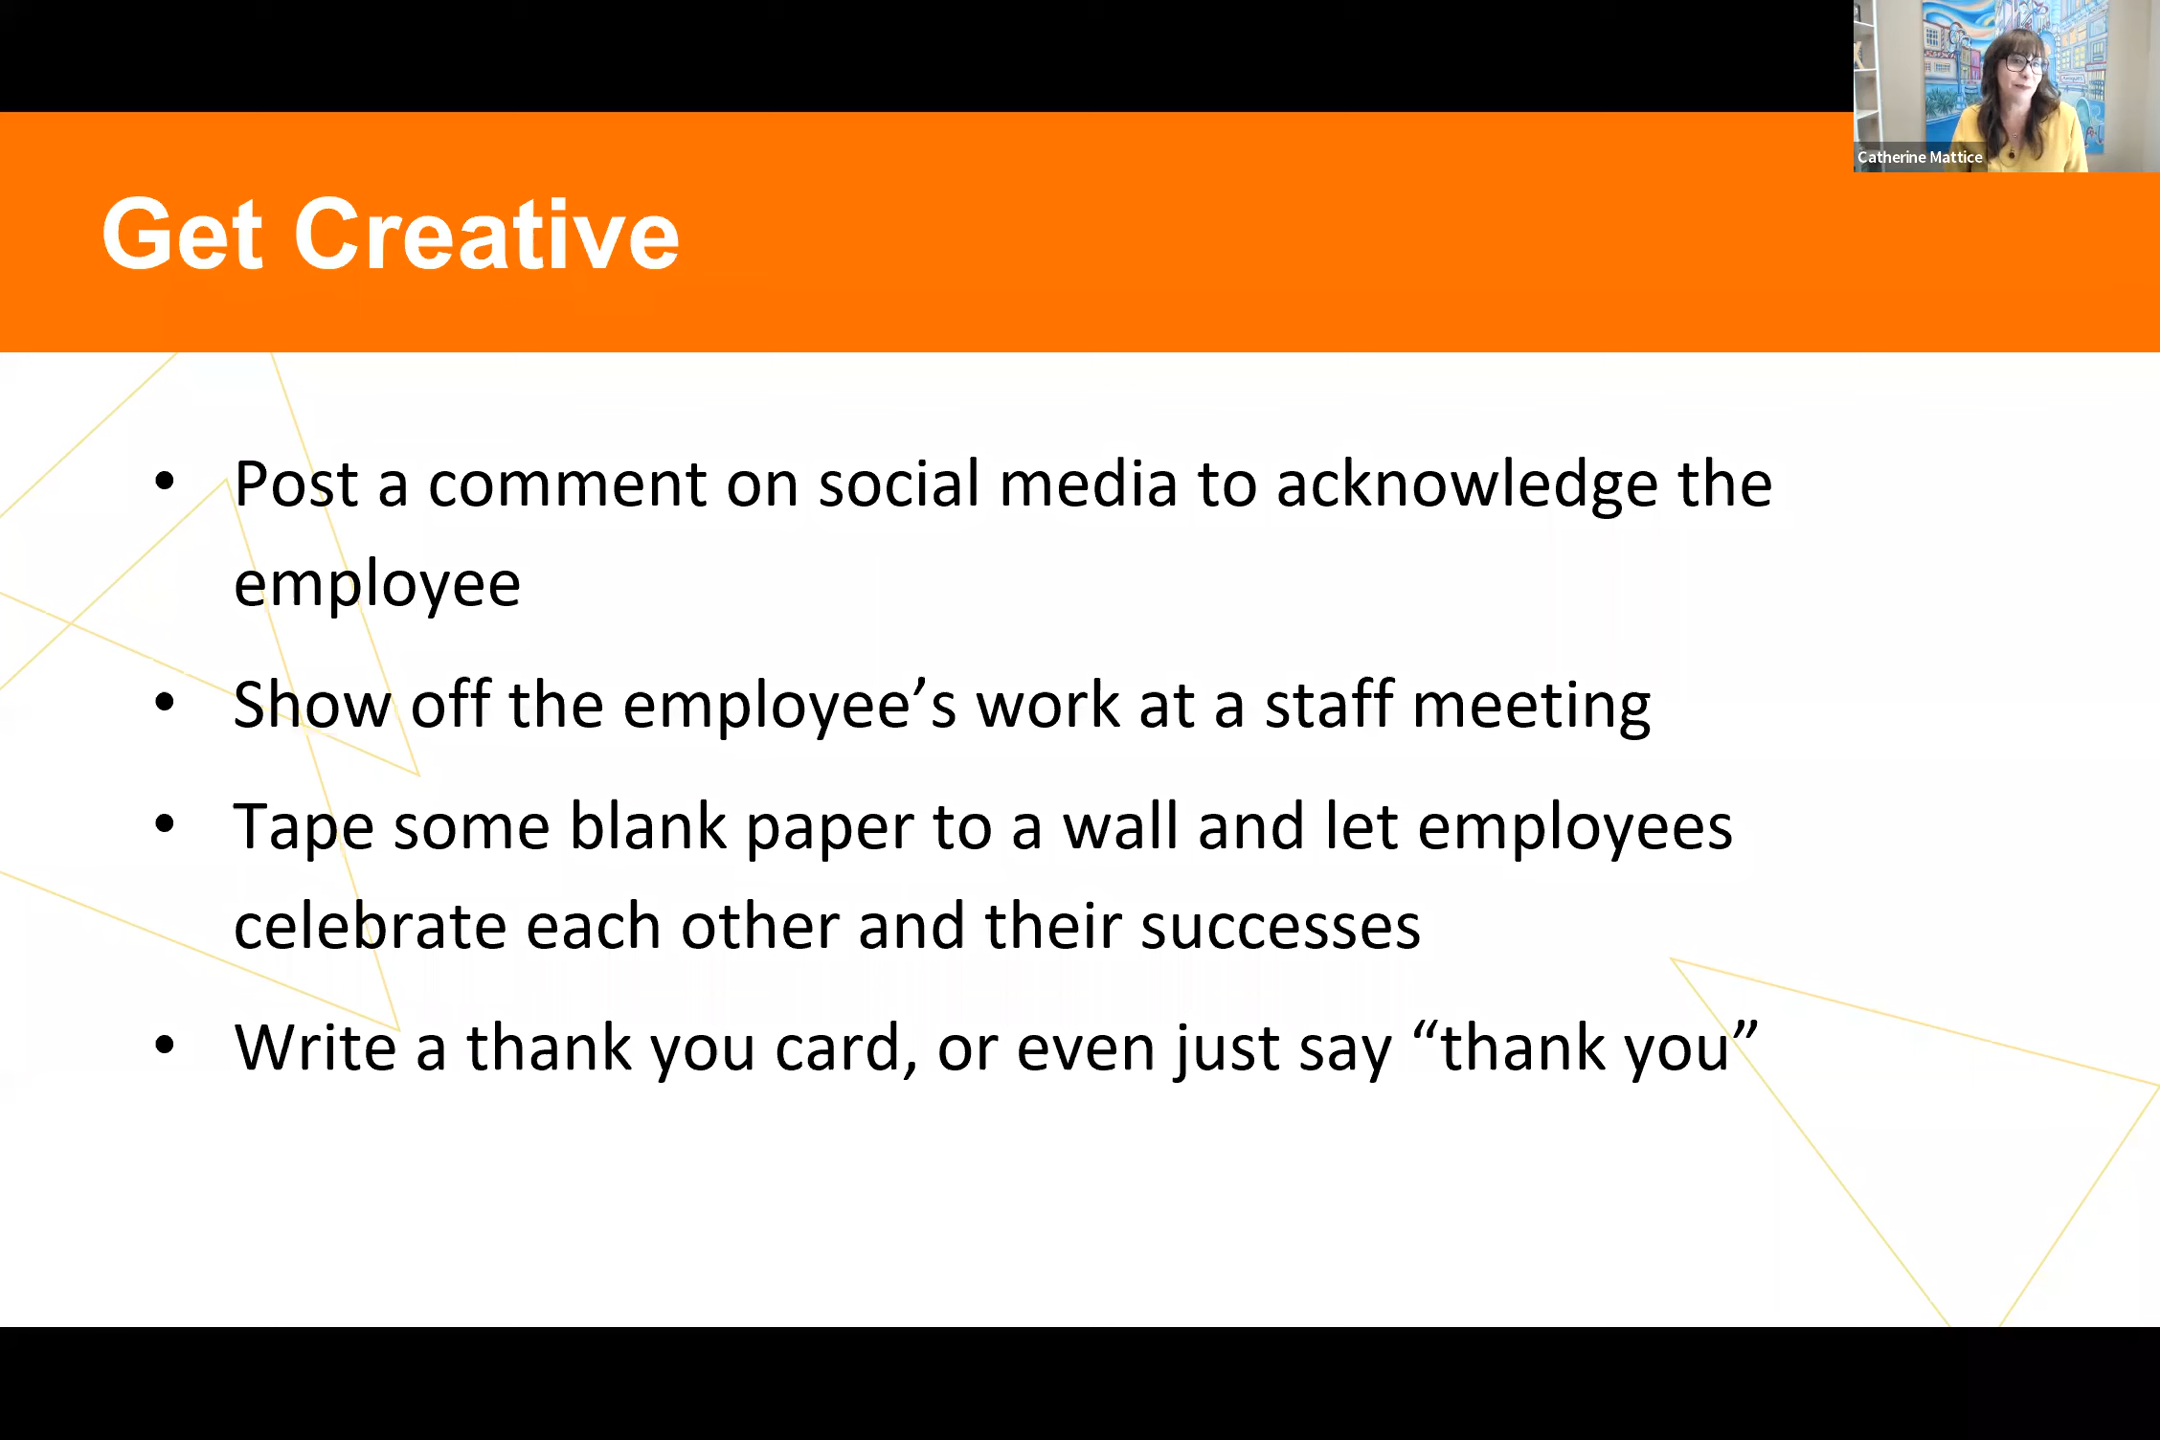 Catherine Mattice
Get Creative
• Post a comment on social media to acknowledge the
employee
• Show off the employee’s work at a staff meeting
• Tape some blank paper to a wall and let employees
celebrate each other and their successes
• Write a thank you card, or even just say “thank you”